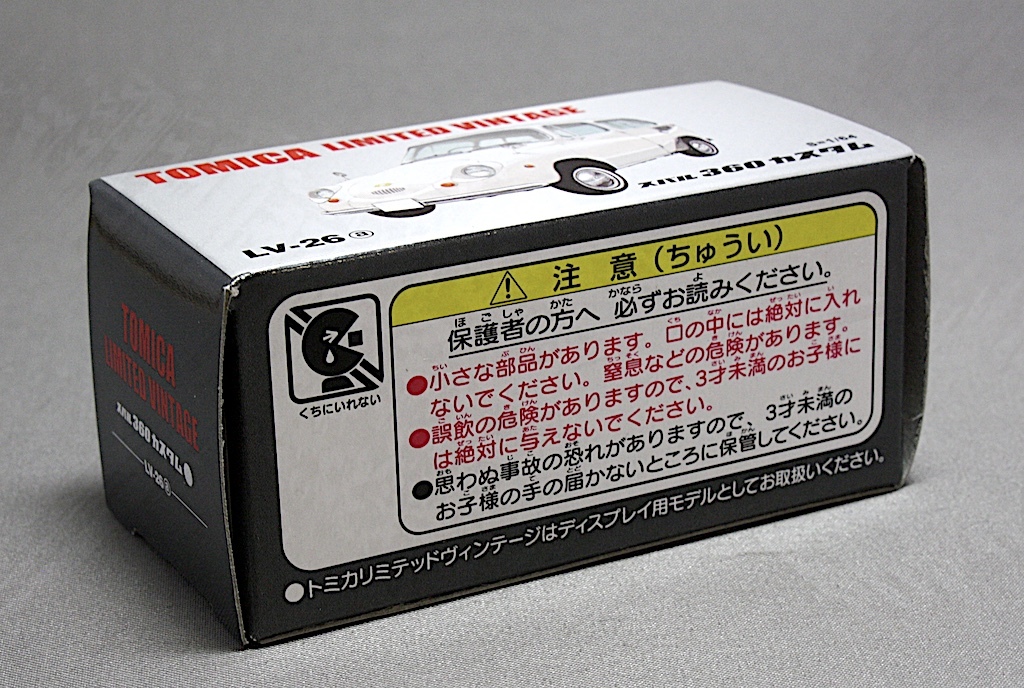 TOMICA LIMITED VINTAGE
S=1/64
スバル 360 カスタム
LV-26 ⓐ
TOMICA
LIMITED VINTAGE
スバル 360 カスタム
LV-26ⓐ
くちにいれない
注意(ちゅうい)
保護者の方へ 必ずお読みください。
●小さな部品があります。口の中には絶対に入れ
ないでください。窒息などの危険があります。
●誤飲の危険がありますので、3才未満のお子様に
は絶対に与えないでください。
●思わぬ事故の恐れがありますので、3才未満の
お子様の手の届かないところに保管してください。
●トミカリミテッドヴィンテージはディスプレイ用モデルとしてお取扱いください。